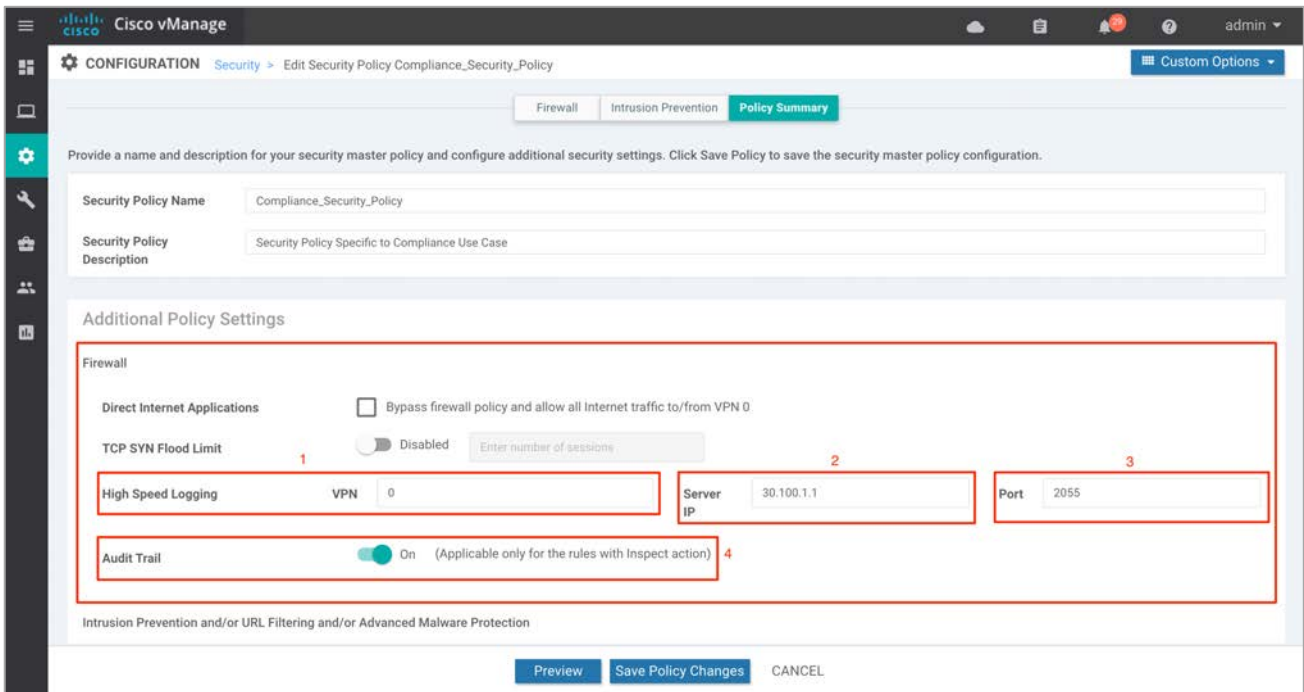 CISCO
Cisco vManage
29
admin
CONFIGURATION Security > Edit Security Policy Compliance_Security_Policy
Custom Options
Firewall Intrusion Prevention Policy Summary
Provide a name and description for your security master policy and configure additional security settings. Click Save Policy to save the security master policy configuration.
Security Policy Name Compliance_Security_Policy
Security Policy Security Policy Specific to Compliance Use Case
Description
Additional Policy Settings
Firewall
Direct Internet Applications Bypass firewall policy and allow all Internet traffic to/from VPN 0
TCP SYN Flood Limit Disabled Enter number of sessions
1 2 3
High Speed Logging VPN 0 Server 30.100.1.1 Port 2055
IP
Audit Trail On (Applicable only for the rules with Inspect action) 4
Intrusion Prevention and/or URL Filtering and/or Advanced Malware Protection
Preview Save Policy Changes CANCEL